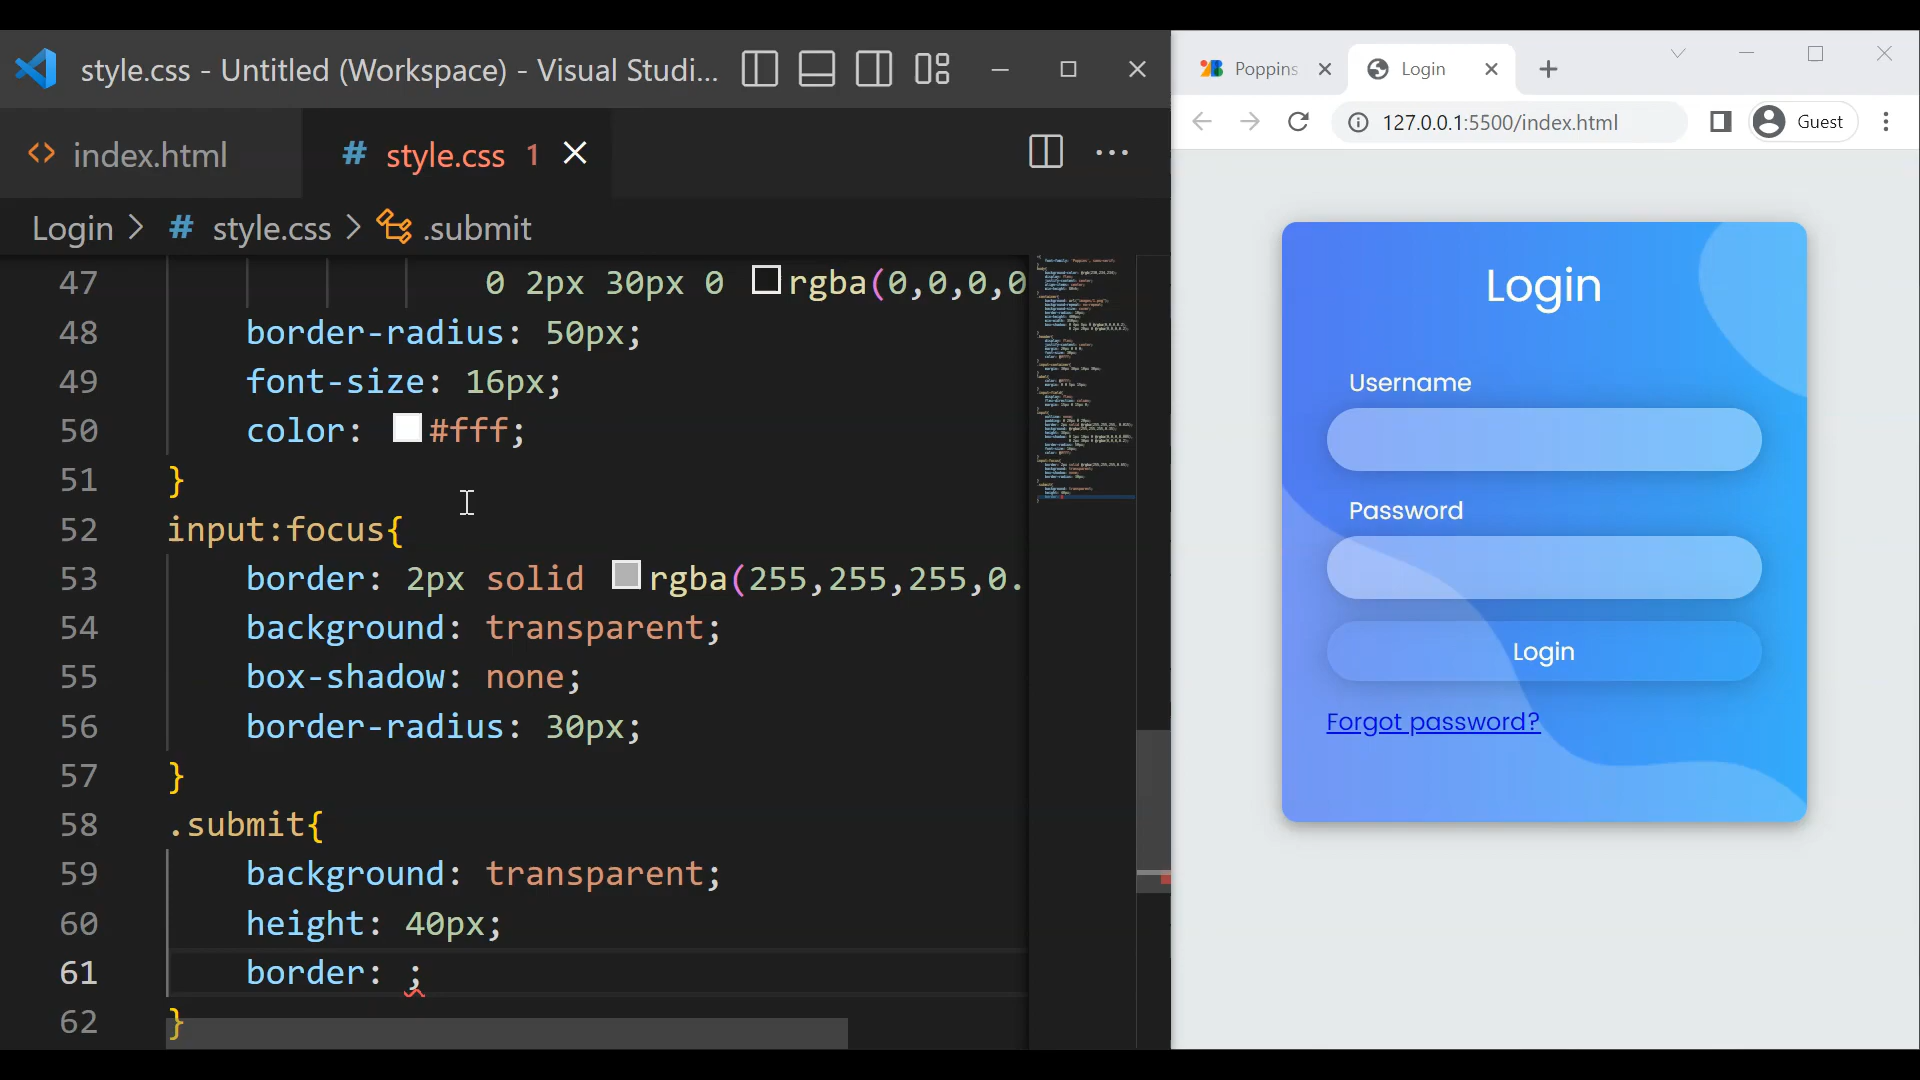 style.css - Untitled (Workspace) - Visual Studi...
index.html
# style.css 1
Login > # style.css > .submit
47 0 2px 30px 0 rgba(0,0,0,0
48 border-radius: 50px;
49 font-size: 16px;
50 color: #fff;
51 }
52 input:focus{
53 border: 2px solid rgba(255,255,255,0.
54 background: transparent;
55 box-shadow: none;
56 border-radius: 30px;
57 }
58 .submit{
59 background: transparent;
60 height: 40px;
61 border: ;
62 }
Poppins
Login
127.0.0.1:5500/index.html
Guest
Login
Username
Password
Login
Forgot password?